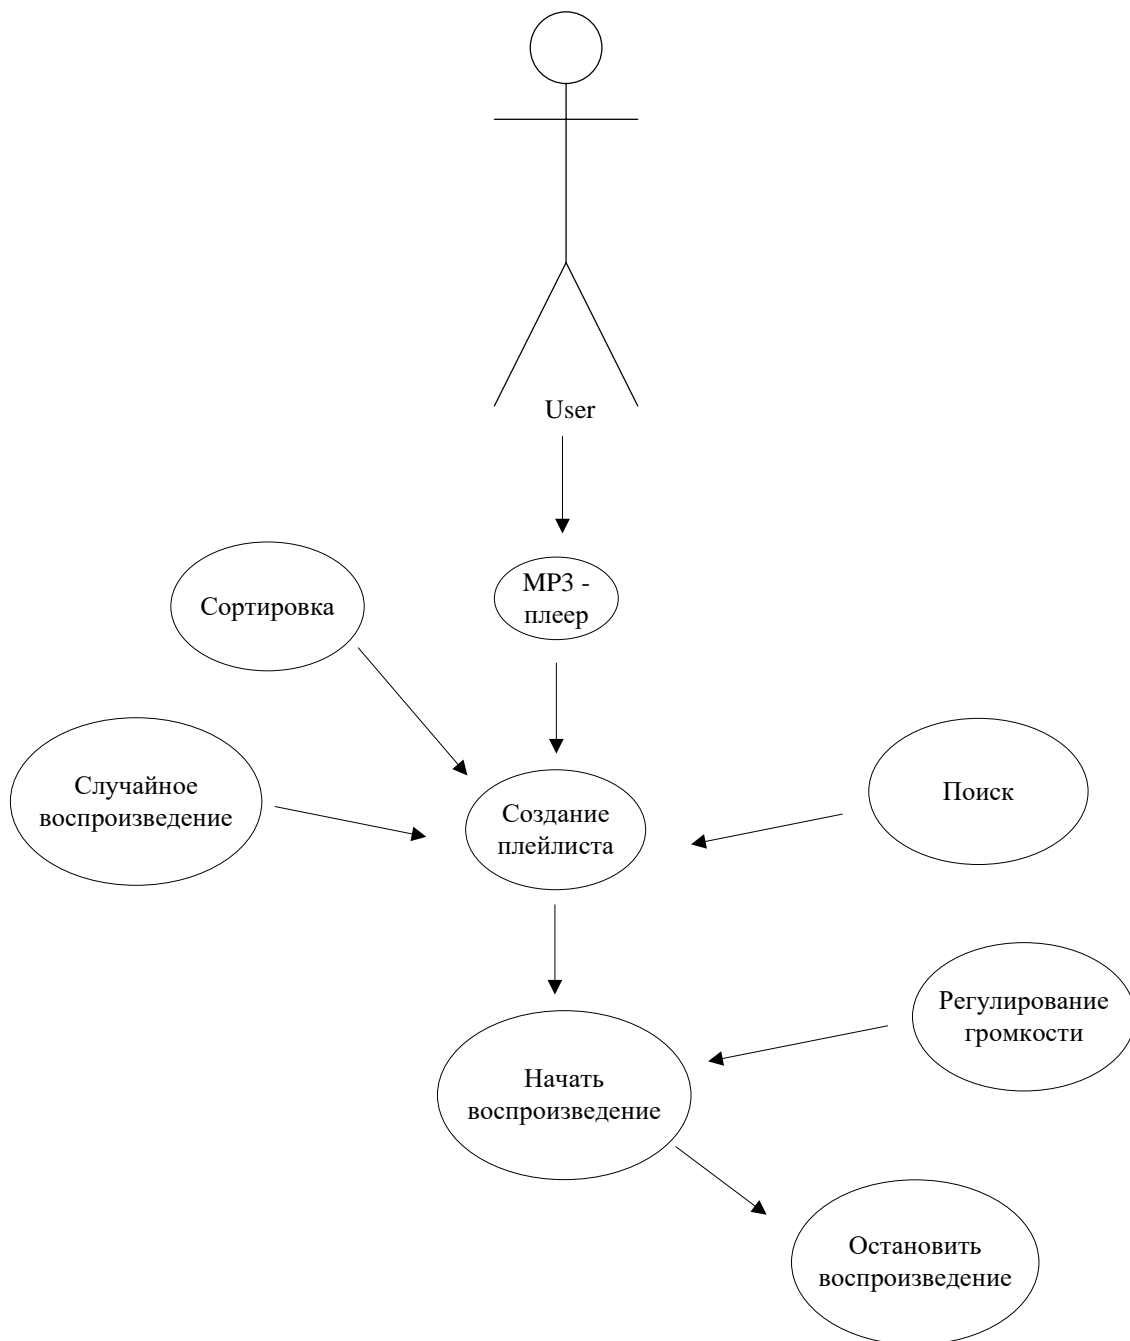 User
MP3 -
плеер
Сортировка
Случайное
воспроизведение
Создание
плейлиста
Поиск
Регулирование
громкости
Начать
воспроизведение
Остановить
воспроизведение